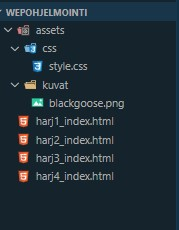 WEPOHJELMOINTI
assets
css
style.css
kuvat
blackgoose.png
harj1_index.html
harj2_index.html
harj3_index.html
harj4_index.html